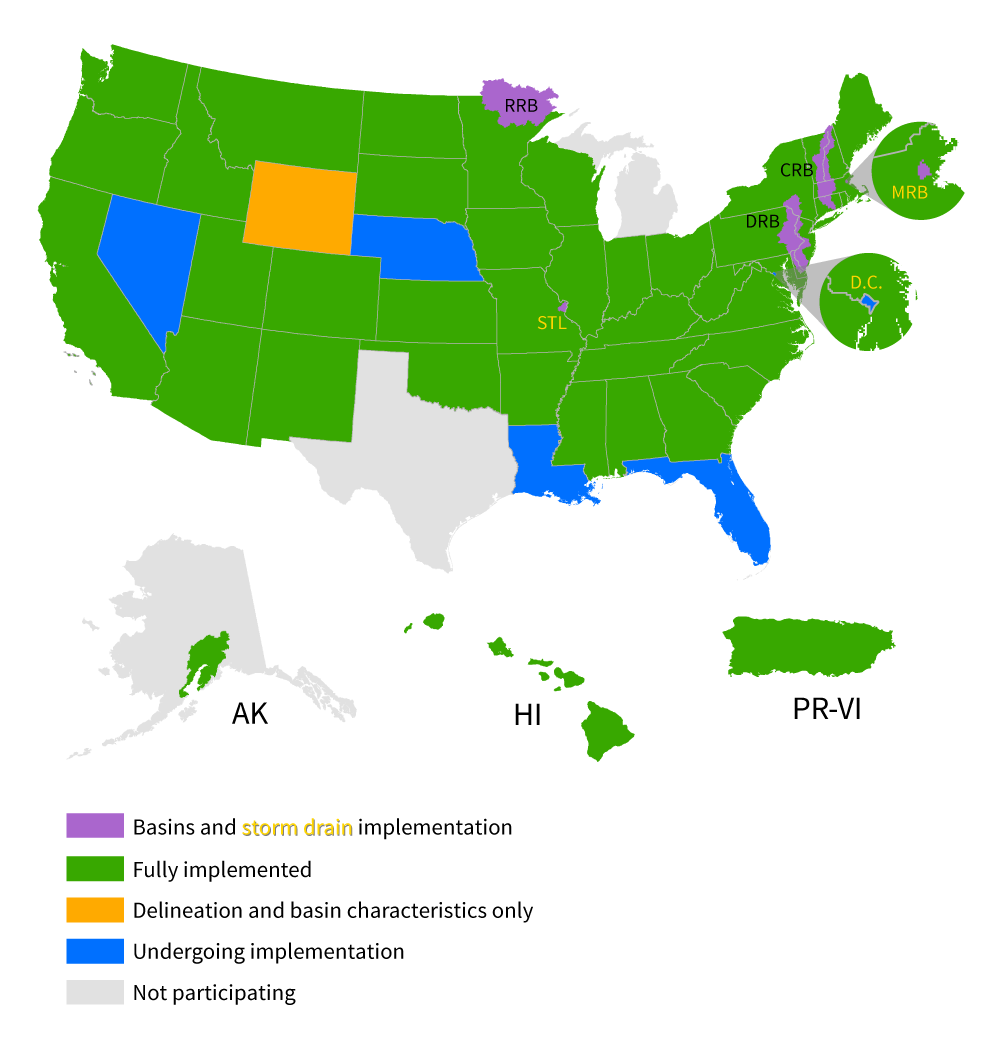 RRB
CRB
MRB
DRB
D.C.
STL
AK
HI
PR-VI
Basins and storm drain implementation
Fully implemented
Delineation and basin characteristics only
Undergoing implementation
Not participating